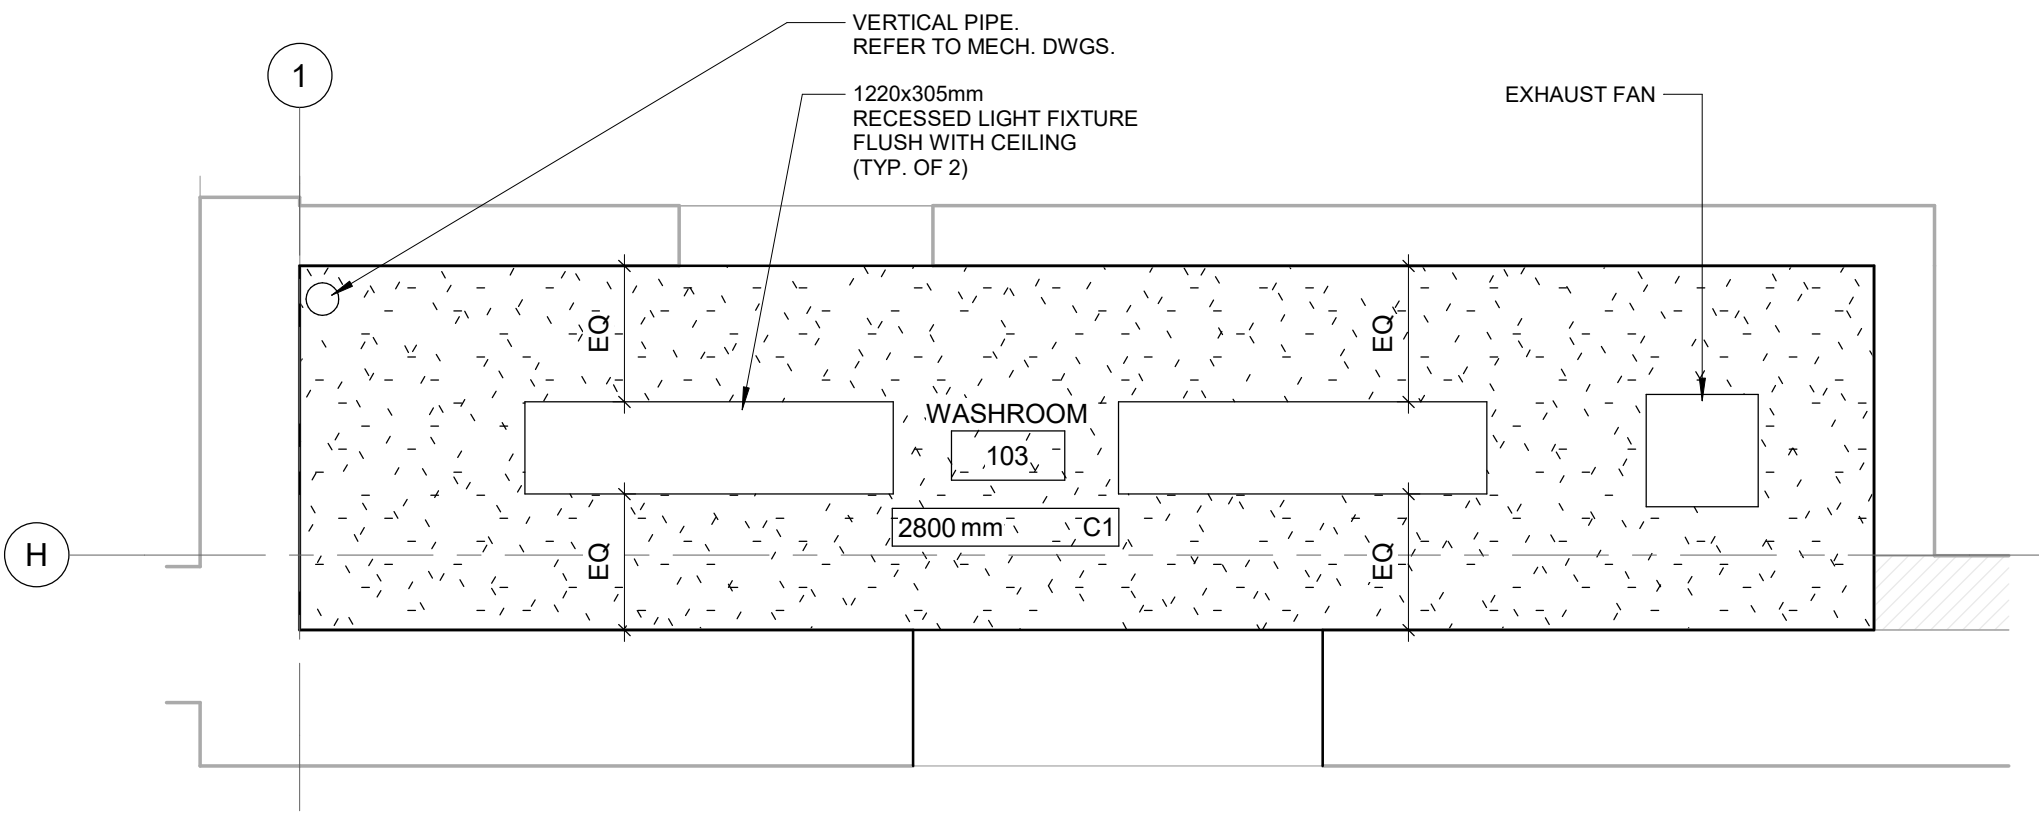 VERTICAL PIPE.
REFER TO MECH. DWGS.
1
1220x305mm
RECESSED LIGHT FIXTURE
FLUSH WITH CEILING
(TYP. OF 2)
EXHAUST FAN
EQ
EQ
WASHROOM
103
2800 mm C1
H
EQ
EQ